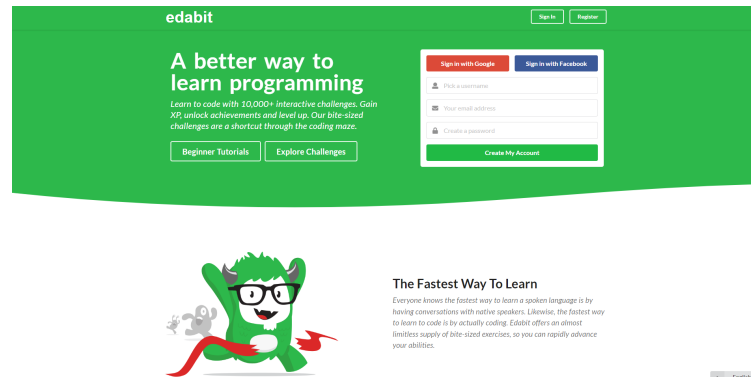 edabit
Sign In
Register
A better way to
learn programming
Learn to code with 10,000+ interactive challenges. Gain
XP, unlock achievements and level up. Our bite-sized
challenges are a shortcut through the coding maze.
Beginner Tutorials
Explore Challenges
Sign in with Google
Sign in with Facebook
Pick a username
Your email address
Create a password
Create My Account
The Fastest Way To Learn
Everyone knows the fastest way to learn a spoken language is by
having conversations with native speakers. Likewise, the fastest way
to learn to code is by actually coding. Edabit offers an almost
limitless supply of bite-sized exercises, so you can rapidly advance
your abilities.
English